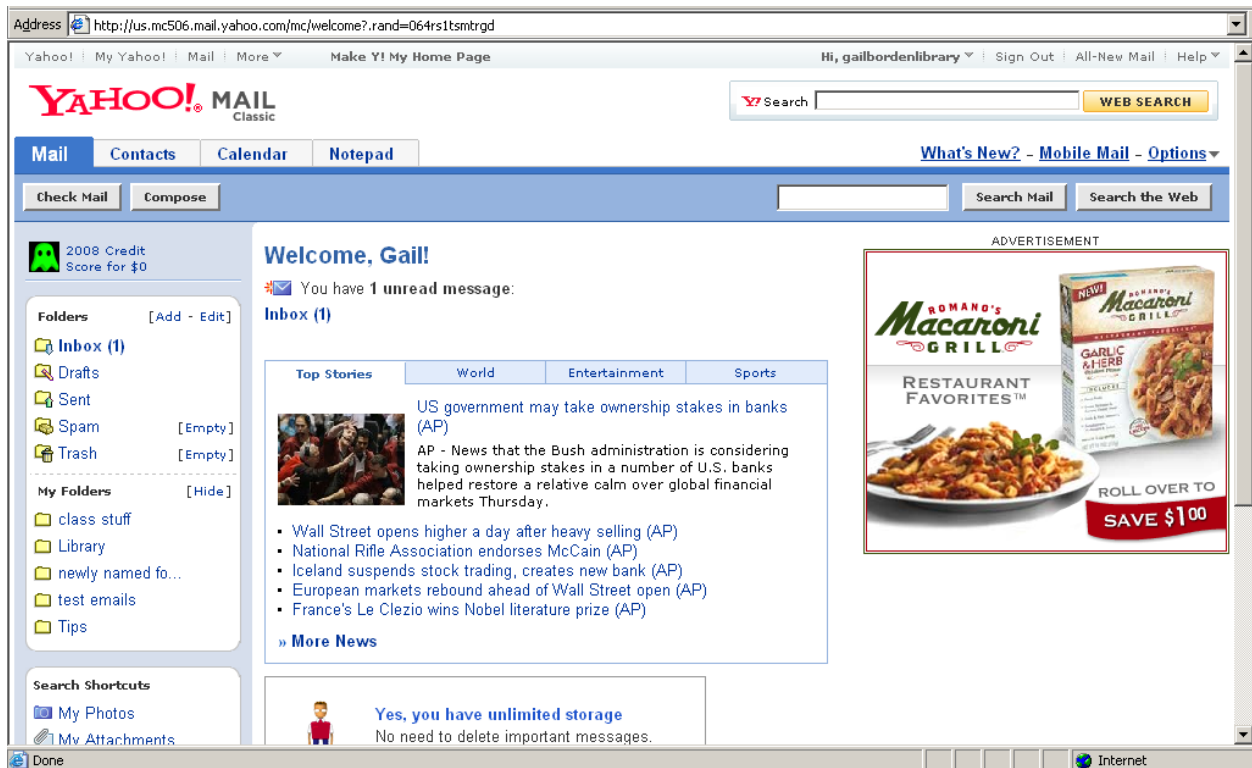 Address http://us.mc506.mail.yahoo.com/mc/welcome?.rand=064rs1tsmtrgd
Yahoo! My Yahoo! Mail More Make Y! My Home Page Hi, gailbordenlibrary Sign Out All-New Mail Help
YAHOO! MAIL
Classic
Y! Search WEB SEARCH
Mail Contacts Calendar Notepad What's New? - Mobile Mail - Options
Check Mail Compose Search Mail Search the Web
2008 Credit
Score for $0
Folders [Add - Edit]
Inbox (1)
Drafts
Sent
Spam [Empty]
Trash [Empty]
My Folders [Hide]
class stuff
Library
newly named fo...
test emails
Tips
Search Shortcuts
My Photos
My Attachments
Welcome, Gail!
You have 1 unread message:
Inbox (1)
Top Stories World Entertainment Sports
US government may take ownership stakes in banks
(AP)
AP - News that the Bush administration is considering
taking ownership stakes in a number of U.S. banks
helped restore a relative calm over global financial
markets Thursday.
▪ Wall Street opens higher a day after heavy selling (AP)
▪ National Rifle Association endorses McCain (AP)
▪ Iceland suspends stock trading, creates new bank (AP)
▪ European markets rebound ahead of Wall Street open (AP)
▪ France's Le Clezio wins Nobel literature prize (AP)
» More News
Yes, you have unlimited storage
No need to delete important messages.
ADVERTISEMENT
ROMANO'S
Macaroni
GRILL
RESTAURANT
FAVORITES™
NEW!
ROMANO'S
Macaroni
GRILL
GARLIC
& HERB
ROLL OVER TO
SAVE $100
Done Internet